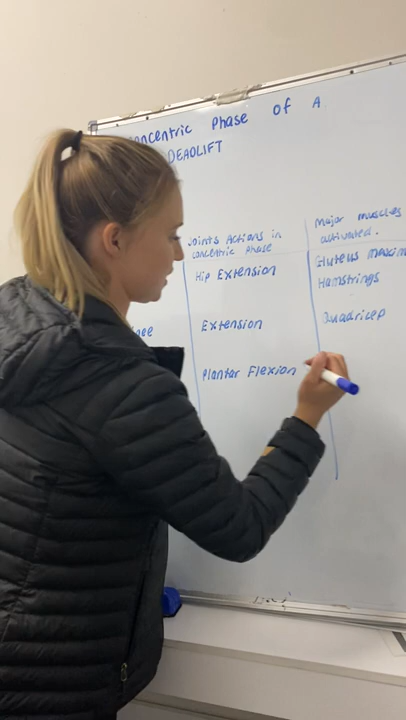 concentric Phase of A
DEADLIFT
Joints Actions in
concentric Phase
Major muscles
activated.
Hip Extension
Gluteus
Hamstrings
Extension
Quadricep
Plantar Flexion